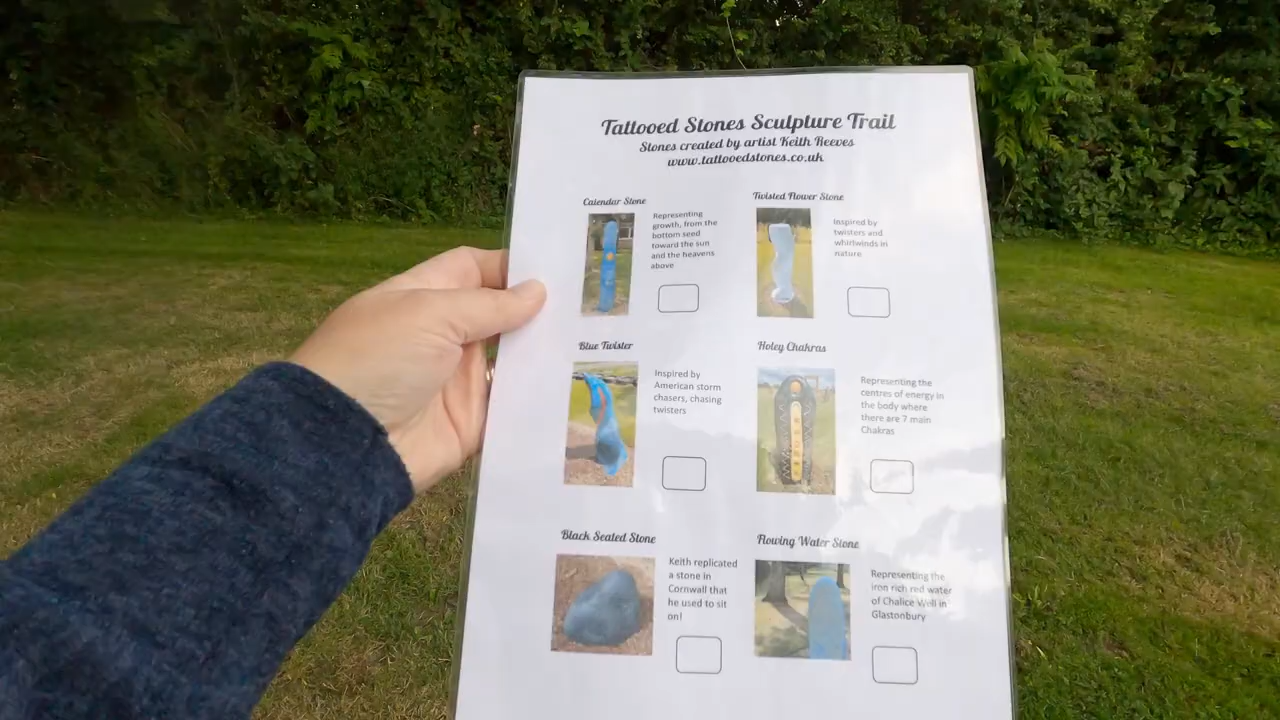 Tattooed Stones Sculpture Trail
Stones created by artist Keith Reeves
www.tattooedstones.co.uk
Calendar Stone
Representing
growth, from the
bottom seed
toward the sun
and the heavens
above
Twisted Flower Stone
Inspired by
twisters and
whirlwinds in
nature
Blue Twister
Inspired by
American storm
chasers, chasing
twisters
Holey Chakras
Representing the
centres of energy in
the body where
there are 7 main
Chakras
Black Seated Stone
Keith replicated
a stone in
Cornwall that
he used to sit
on!
Flowing Water Stone
Representing the
iron rich red water
of Chalice Well in
Glastonbury